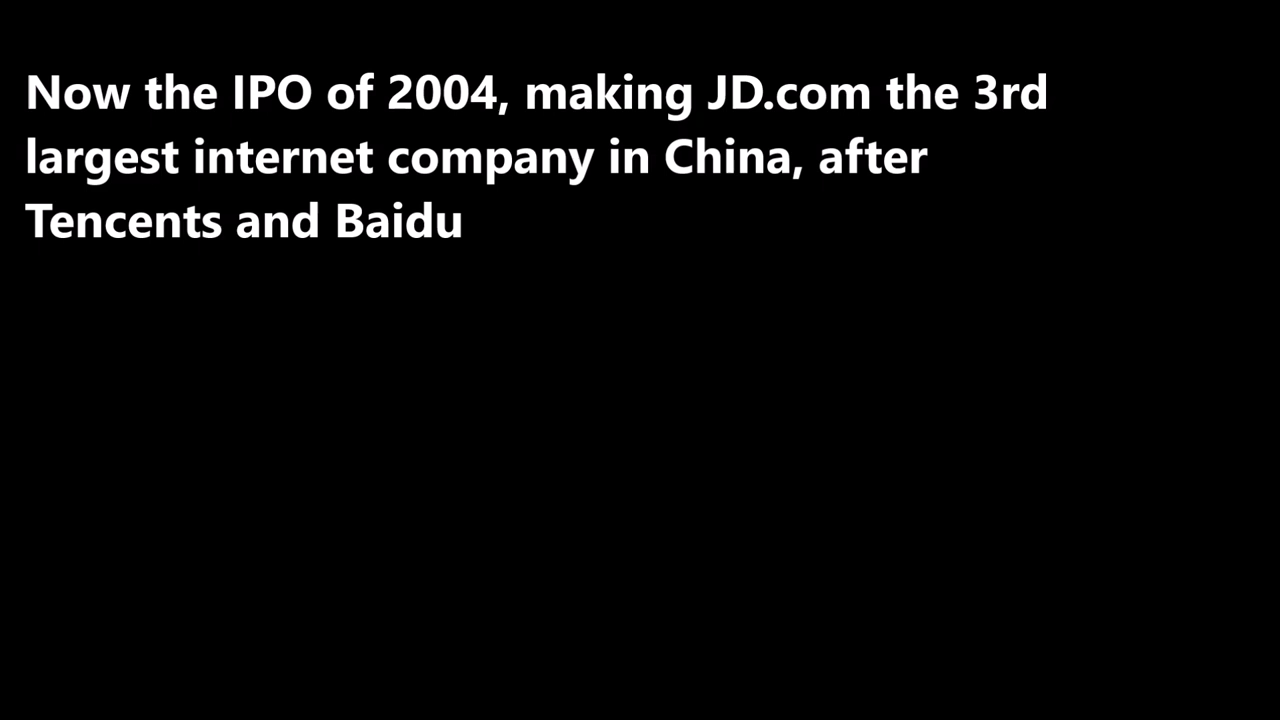 Now the IPO of 2004, making JD.com the 3rd
largest internet company in China, after
Tencents and Baidu